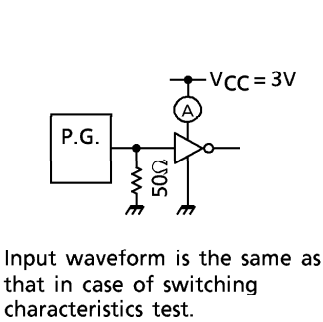 VCC = 3V
A
P.G.
50Ω
Input waveform is the same as
that in case of switching
characteristics test.